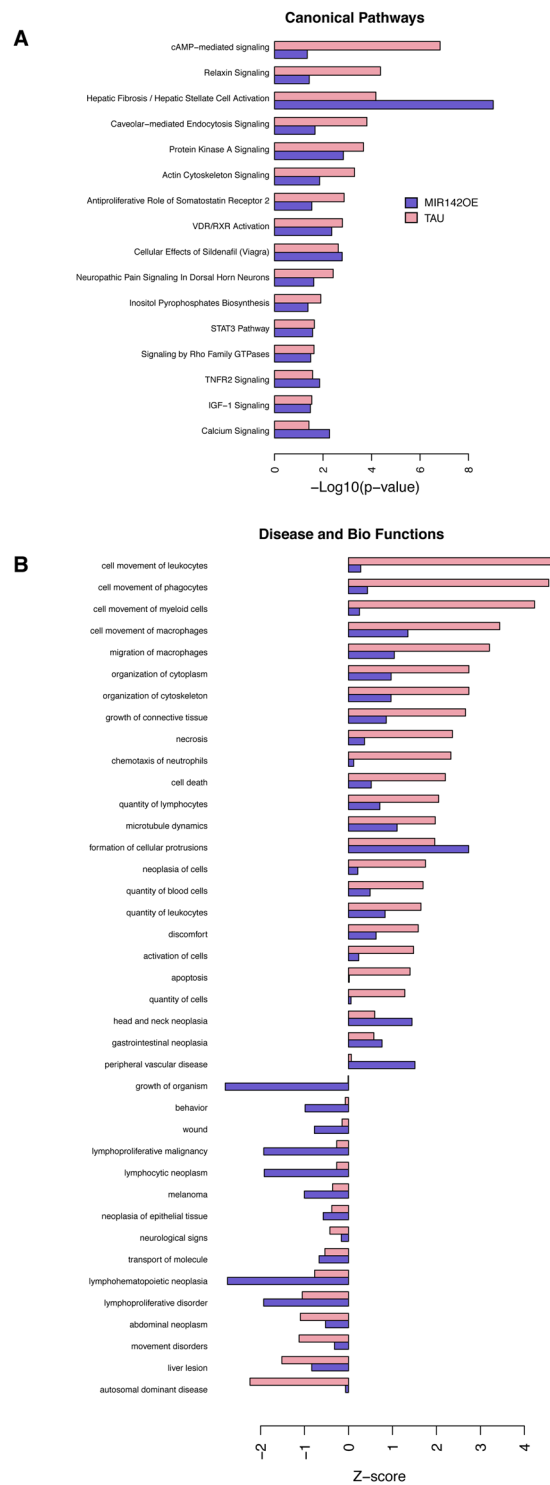 Canonical Pathways
A
cAMP−mediated signaling
Relaxin Signaling
Hepatic Fibrosis / Hepatic Stellate Cell Activation
Caveolar−mediated Endocytosis Signaling
Protein Kinase A Signaling
Actin Cytoskeleton Signaling
Antiproliferative Role of Somatostatin Receptor 2
VDR/RXR Activation
Cellular Effects of Sildenafil (Viagra)
Neuropathic Pain Signaling In Dorsal Horn Neurons
Inositol Pyrophosphates Biosynthesis
STAT3 Pathway
Signaling by Rho Family GTPases
TNFR2 Signaling
IGF−1 Signaling
Calcium Signaling
MIR142OE
TAU
0 2 4 6 8
−Log10(p−value)
Disease and Bio Functions
B
cell movement of leukocytes
cell movement of phagocytes
cell movement of myeloid cells
cell movement of macrophages
migration of macrophages
organization of cytoplasm
organization of cytoskeleton
growth of connective tissue
necrosis
chemotaxis of neutrophils
cell death
quantity of lymphocytes
microtubule dynamics
formation of cellular protrusions
neoplasia of cells
quantity of blood cells
quantity of leukocytes
discomfort
activation of cells
apoptosis
quantity of cells
head and neck neoplasia
gastrointestinal neoplasia
peripheral vascular disease
growth of organism
behavior
wound
lymphoproliferative malignancy
lymphocytic neoplasm
melanoma
neoplasia of epithelial tissue
neurological signs
transport of molecule
lymphohematopoietic neoplasia
lymphoproliferative disorder
abdominal neoplasm
movement disorders
liver lesion
autosomal dominant disease
−2 −1 0 1 2 3 4
Z−score